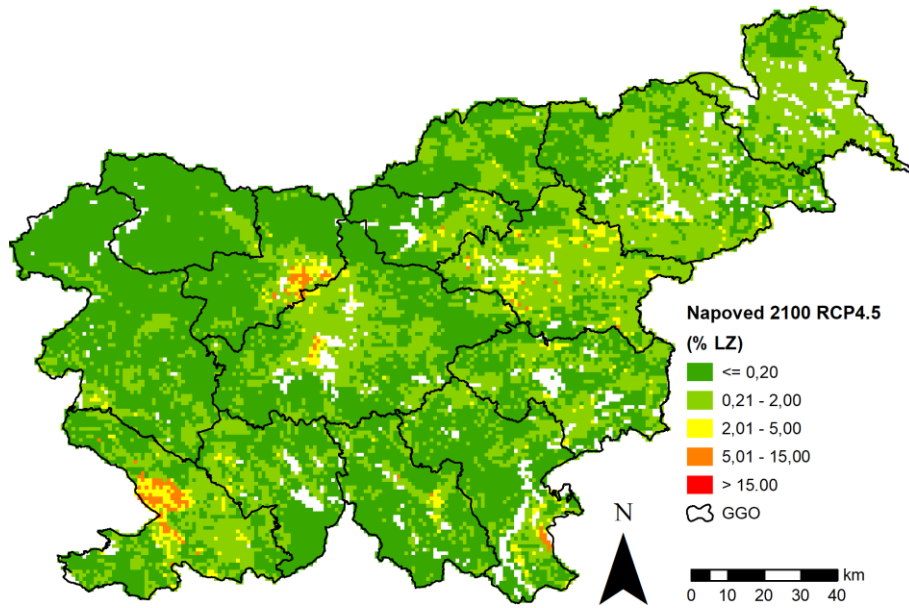 Napoved 2100 RCP4.5
(% LZ)
<= 0,20
0,21 - 2,00
2,01 - 5,00
5,01 - 15,00
> 15.00
GGO
N
km
0 10 20 30 40